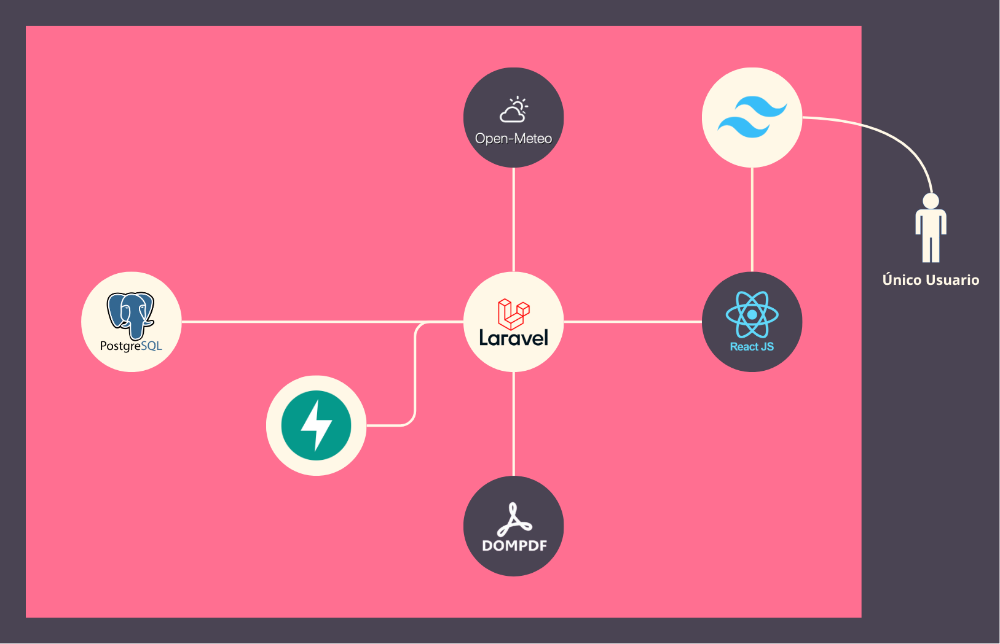 Open-Meteo
Único Usuario
PostgreSQL
Laravel
React JS
DOMPDF